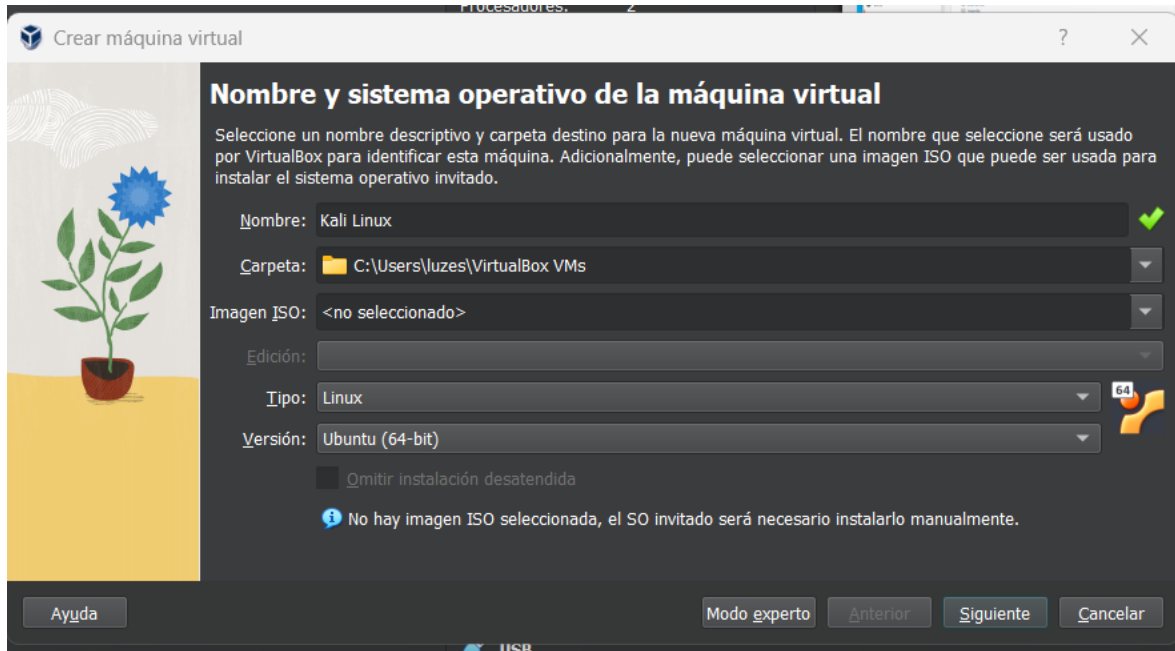 Procesadores: 2
Crear máquina virtual
Nombre y sistema operativo de la máquina virtual
Seleccione un nombre descriptivo y carpeta destino para la nueva máquina virtual. El nombre que seleccione será usado
por VirtualBox para identificar esta máquina. Adicionalmente, puede seleccionar una imagen ISO que puede ser usada para
instalar el sistema operativo invitado.
Nombre: Kali Linux
Carpeta: C:\Users\luzes\VirtualBox VMs
Imagen ISO: <no seleccionado>
Edición:
Tipo: Linux
64
Versión: Ubuntu (64-bit)
Omitir instalación desatendida
No hay imagen ISO seleccionada, el SO invitado será necesario instalarlo manualmente.
Ayuda Modo experto Anterior Siguiente Cancelar
USB